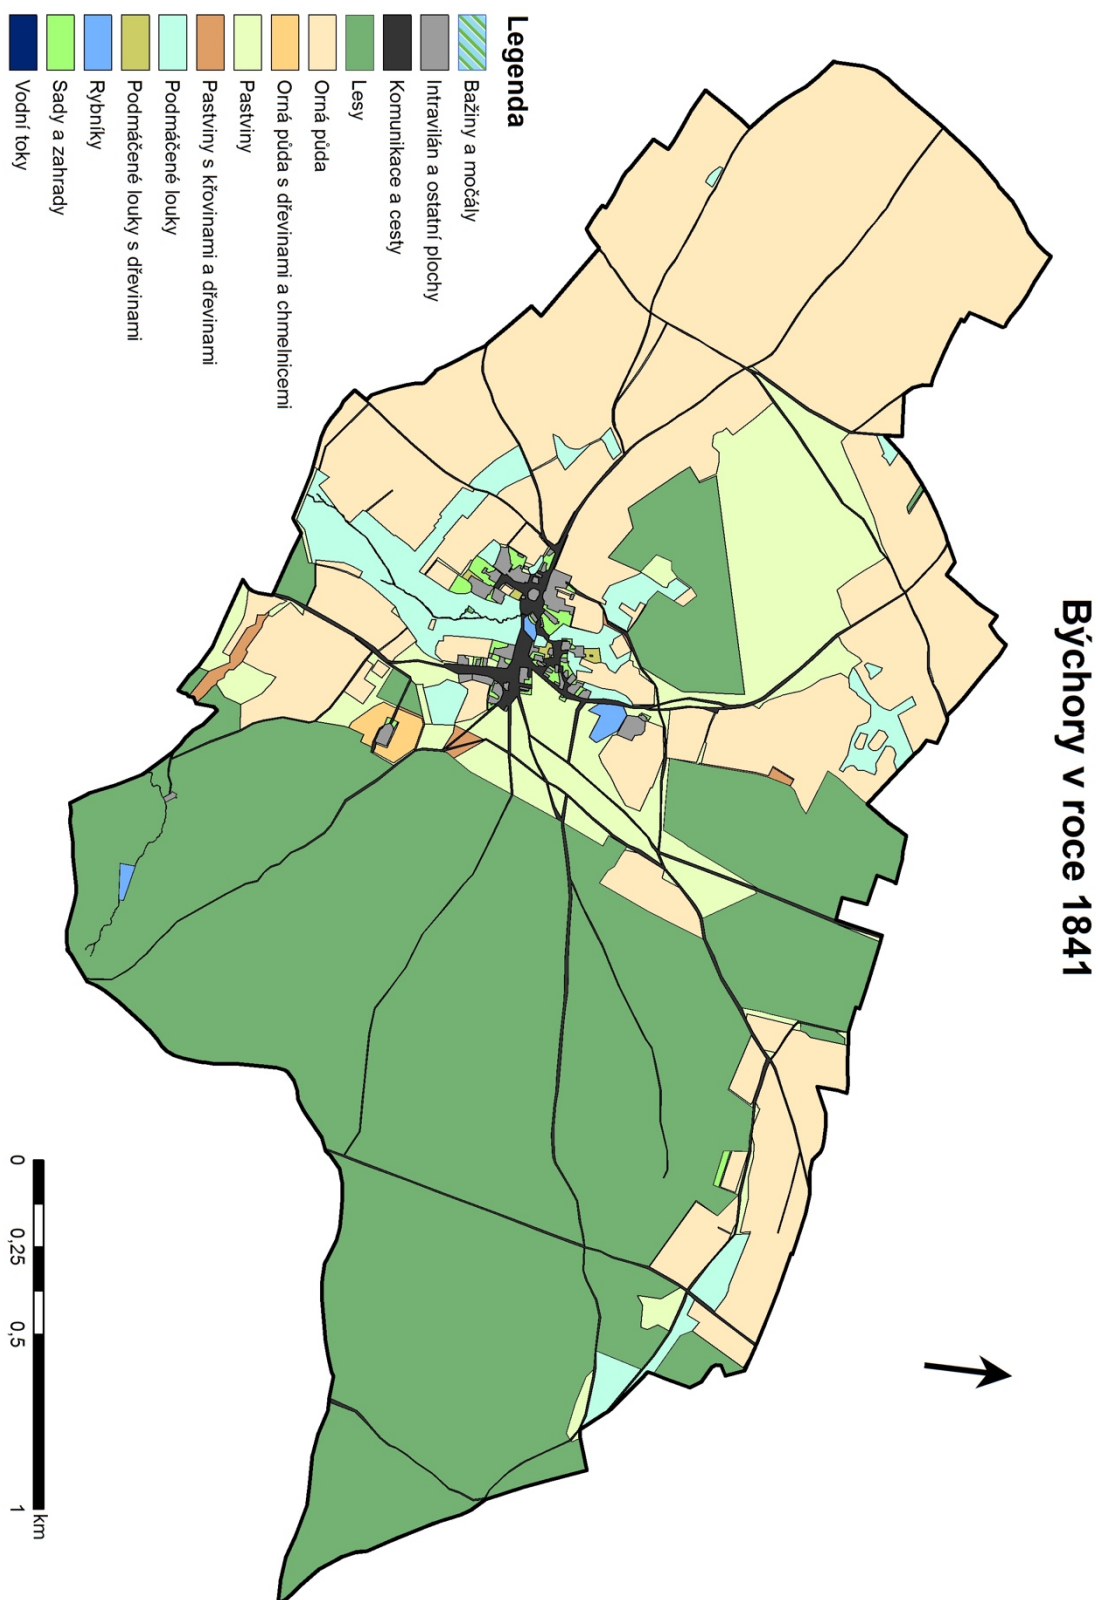 Býchory v roce 1841
Legenda
Bažiny a močály
Intravilán a ostatní plochy
Komunikace a cesty
Lesy
Orná půda
Orná půda s dřevinami a chmelnicemi
Pastviny
Pastviny s křovinami a dřevinami
Podmáčené louky
Podmáčené louky s dřevinami
Rybníky
Sady a zahrady
Vodní toky
0 0,25 0,5 1
km